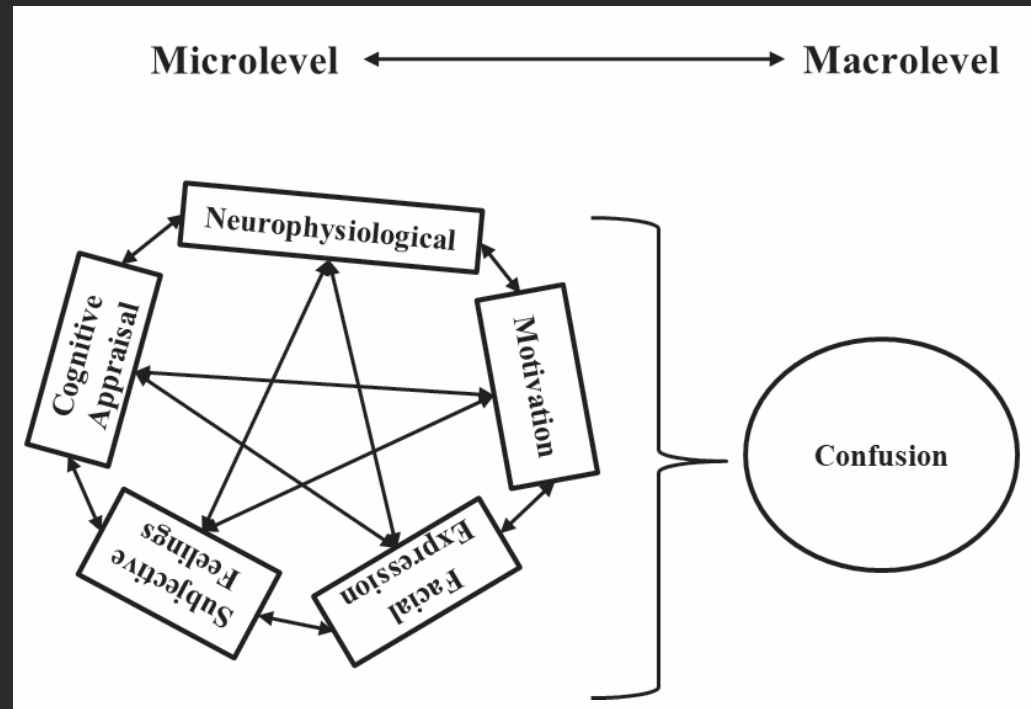 Microlevel
Macrolevel
Neurophysiological
Cognitive
Appraisal
Motivation
Subjective
Feelings
Facial
Expression
Confusion